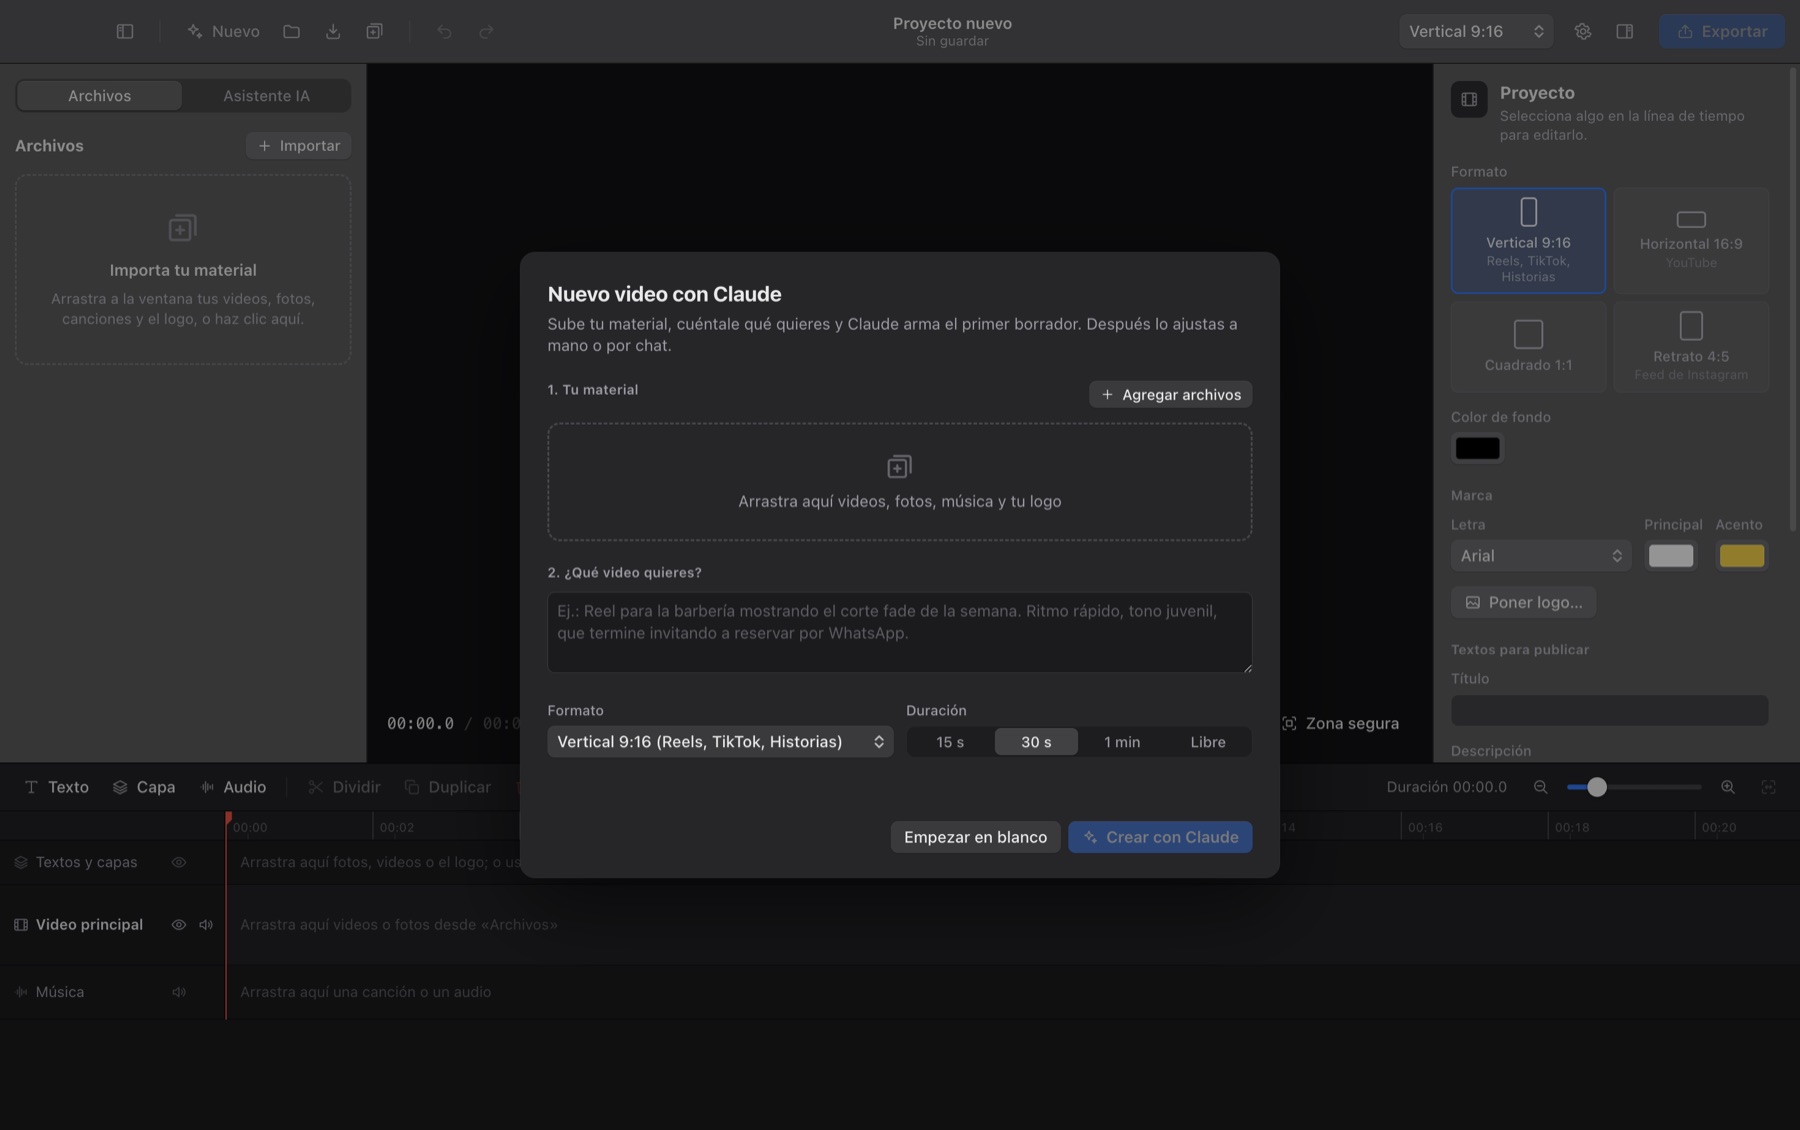 Nuevo
Proyecto nuevo
Sin guardar
Vertical 9:16
Exportar
Archivos
Asistente IA
Archivos
Importar
Importa tu material
Arrastra a la ventana tus videos, fotos,
canciones y el logo, o haz clic aquí.
Nuevo video con Claude
Sube tu material, cuéntale qué quieres y Claude arma el primer borrador. Después lo ajustas a
mano o por chat.
1. Tu material
Agregar archivos
Arrastra aquí videos, fotos, música y tu logo
2. ¿Qué video quieres?
Ej.: Reel para la barbería mostrando el corte fade de la semana. Ritmo rápido, tono juvenil,
que termine invitando a reservar por WhatsApp.
Formato
Duración
Vertical 9:16 (Reels, TikTok, Historias)
15 s
30 s
1 min
Libre
Empezar en blanco
Crear con Claude
00:00.0 / 00:0
Zona segura
Proyecto
Selecciona algo en la línea de tiempo
para editarlo.
Formato
Vertical 9:16
Reels, TikTok,
Historias
Horizontal 16:9
YouTube
Cuadrado 1:1
Retrato 4:5
Feed de Instagram
Color de fondo
Marca
Letra
Principal
Acento
Arial
Poner logo...
Textos para publicar
Título
Descripción
Texto
Capa
Audio
Dividir
Duplicar
Duración 00:00.0
00:00
00:02
14
00:16
00:18
00:20
Textos y capas
Arrastra aquí fotos, videos o el logo; o us
Video principal
Arrastra aquí videos o fotos desde «Archivos»
Música
Arrastra aquí una canción o un audio